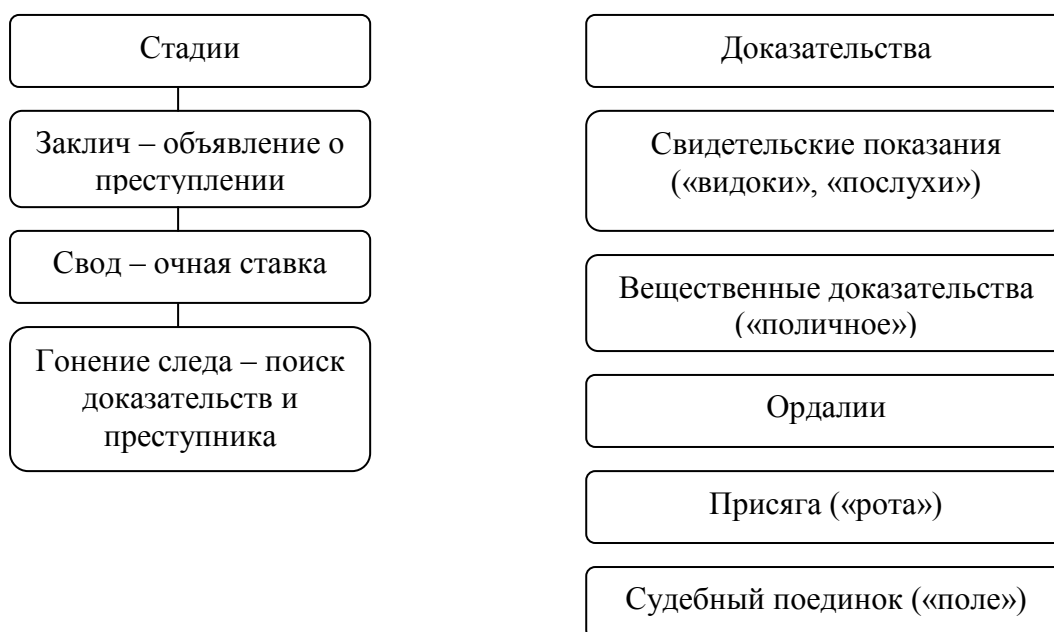 Стадии
Заклич – объявление о
преступлении
Свод – очная ставка
Гонение следа – поиск
доказательств и
преступника
Доказательства
Свидетельские показания
(«видоки», «послухи»)
Вещественные доказательства
(«поличное»)
Ордалии
Присяга («рота»)
Судебный поединок («поле»)